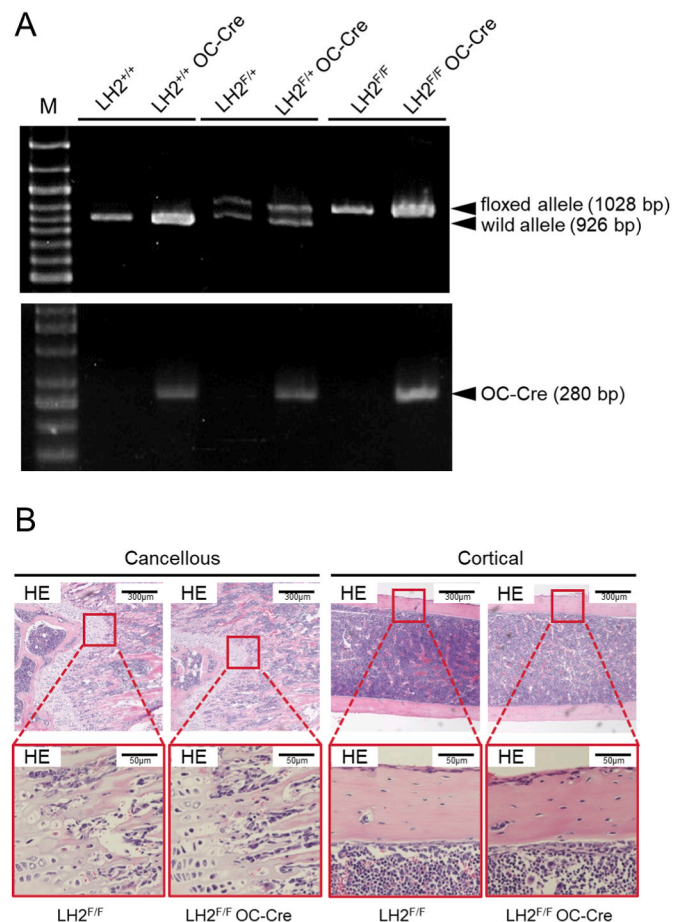 A
M LH2+/+ LH2+/+ OC-Cre LH2F/+ LH2F/+ OC-Cre LH2F/F LH2F/F OC-Cre
floxed allele (1028 bp)
wild allele (926 bp)
OC-Cre (280 bp)
B
Cancellous Cortical
HE 300µm HE 300µm HE 300µm HE 300µm
HE 50µm HE 50µm HE 50µm HE 50µm
LH2F/F LH2F/F OC-Cre LH2F/F LH2F/F OC-Cre